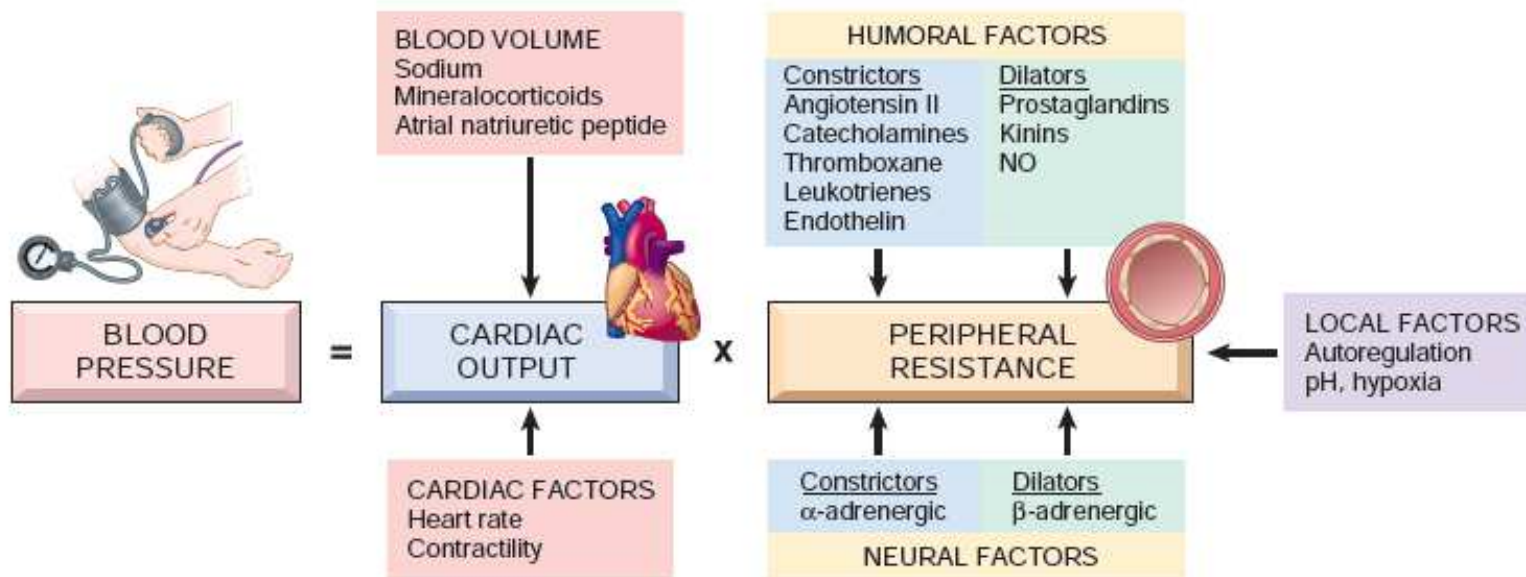 BLOOD VOLUME
Sodium
Mineralocorticoids
Atrial natriuretic peptide
HUMORAL FACTORS
Constrictors
Angiotensin II
Catecholamines
Thromboxane
Leukotrienes
Endothelin
Dilators
Prostaglandins
Kinins
NO
BLOOD
PRESSURE
=
CARDIAC
OUTPUT
x
PERIPHERAL
RESISTANCE
LOCAL FACTORS
Autoregulation
pH, hypoxia
CARDIAC FACTORS
Heart rate
Contractility
Constrictors
α-adrenergic
Dilators
β-adrenergic
NEURAL FACTORS